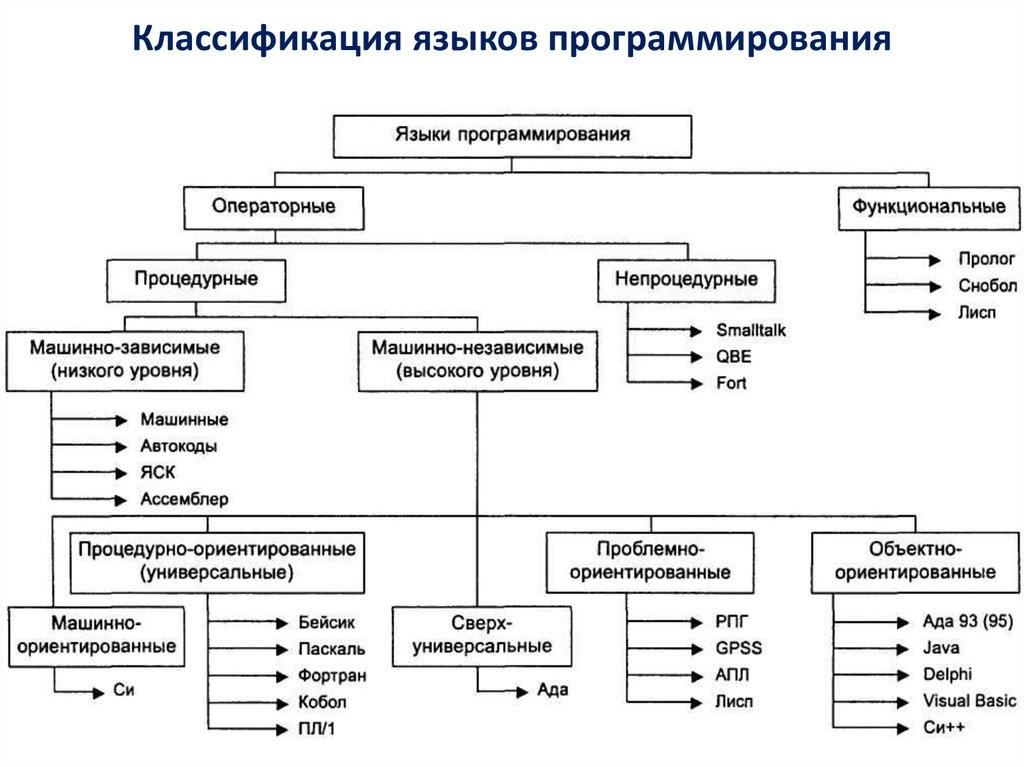 Классификация языков программирования
Языки программирования
Операторные
Функциональные
Пролог
Снобол
Лисп
Процедурные
Непроцедурные
Smalltalk
QBE
Fort
Машинно-зависимые
(низкого уровня)
Машинно-независимые
(высокого уровня)
Машинные
Автокоды
ЯСК
Ассемблер
Процедурно-ориентированные
(универсальные)
Проблемно-
ориентированные
Объектно-
ориентированные
Машинно-
ориентированные
Си
Бейсик
Паскаль
Фортран
Кобол
ПЛ/1
Сверх-
универсальные
Ада
РПГ
GPSS
АПЛ
Лисп
Ада 93 (95)
Java
Delphi
Visual Basic
Си++